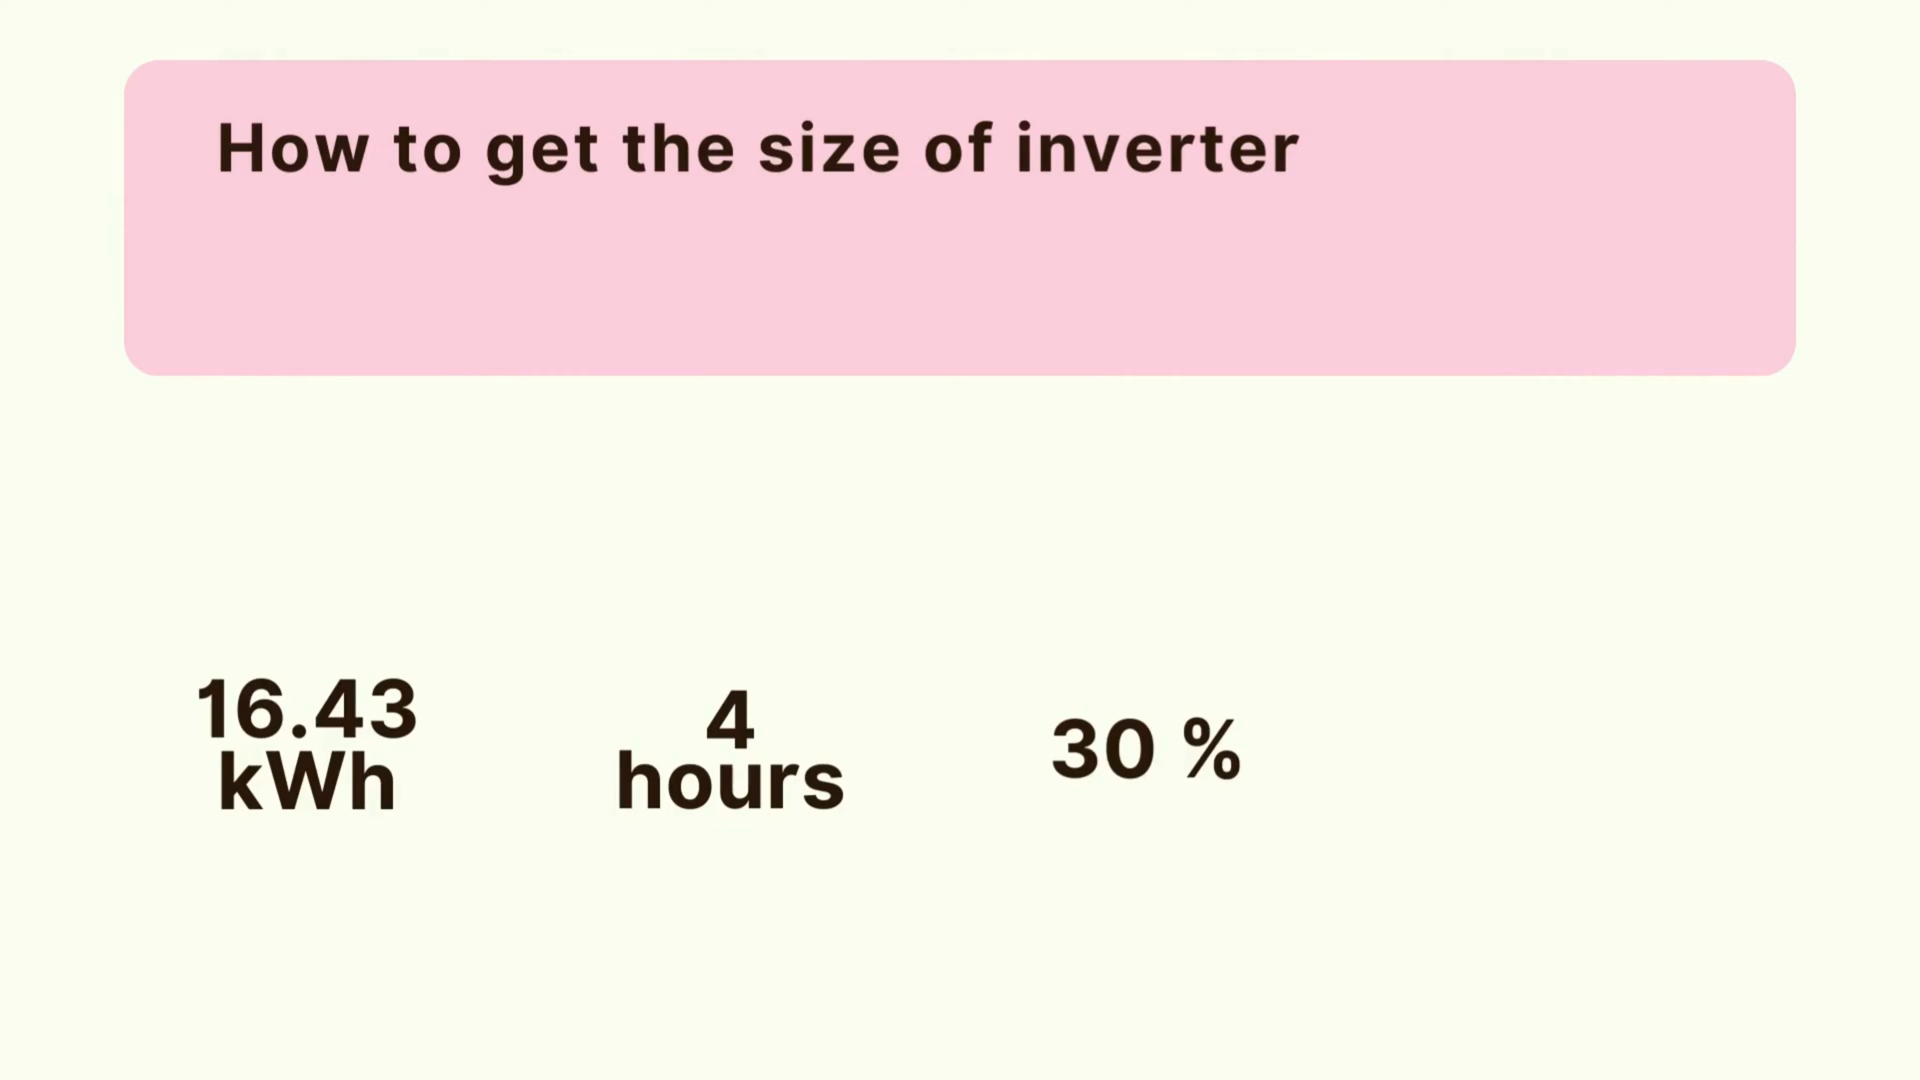 How to get the size of inverter
16.43
kWh
4
hours
30 %